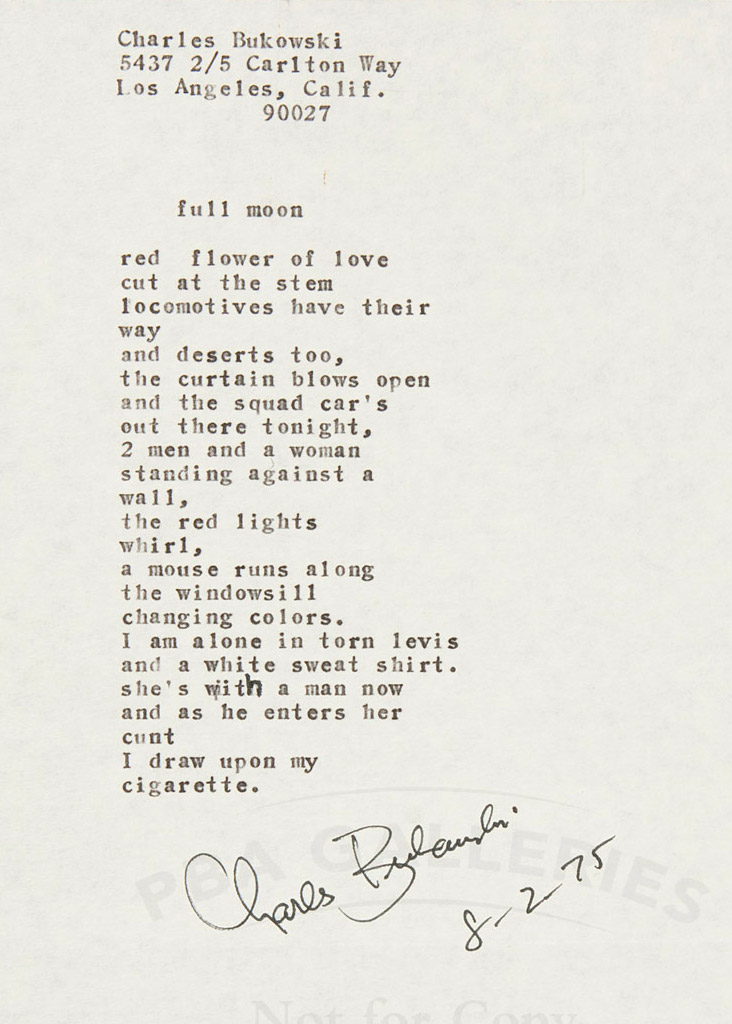 Charles Bukowski
5437 2/5 Carlton Way
Los Angeles, Calif.
90027
full moon
red  flower of love
cut at the stem
locomotives have their
way
and deserts too,
the curtain blows open
and the squad car's
out there tonight,
2 men and a woman
standing against a
wall,
the red lights
whirl,
a mouse runs along
the windowsill
changing colors.
I am alone in torn levis
and a white sweat shirt.
she's with a man now
and as he enters her
cunt
I draw upon my
cigarette.
Charles Bukowski.
8-2-75
PBA GALLERIES
Not for Copy